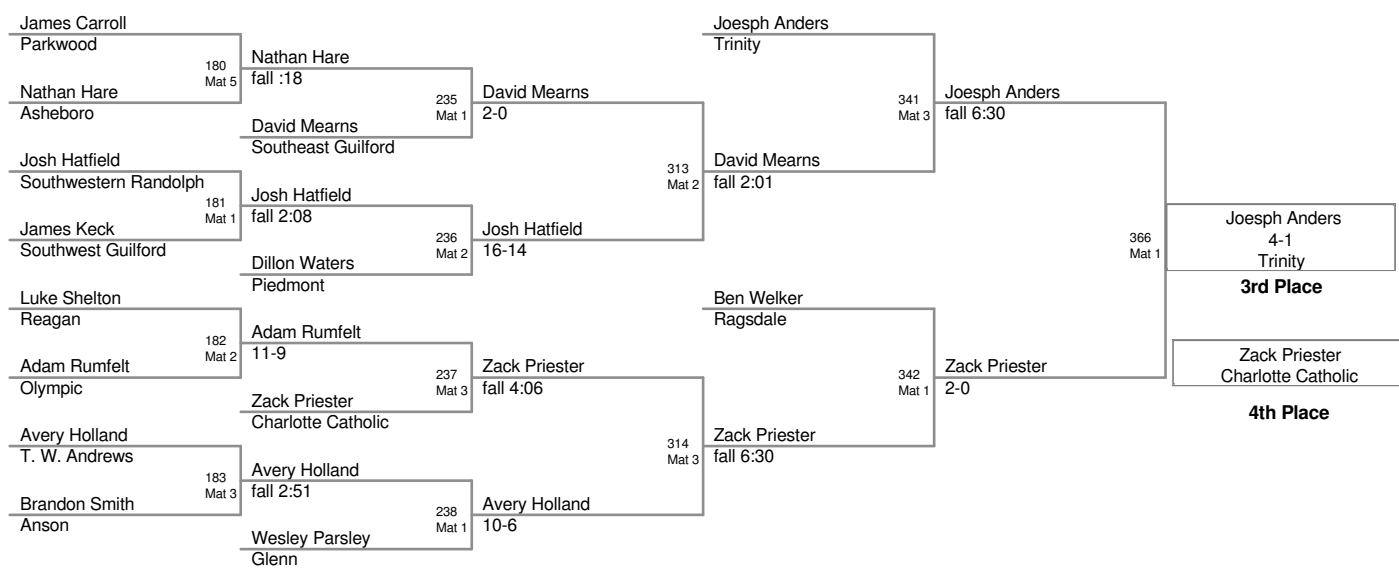 James Carroll
Parkwood
180
Mat 5
Nathan Hare
Asheboro
Josh Hatfield
Southwestern Randolph
181
Mat 1
James Keck
Southwest Guilford
Luke Shelton
Reagan
182
Mat 2
Adam Rumfelt
Olympic
Avery Holland
T. W. Andrews
183
Mat 3
Brandon Smith
Anson
Nathan Hare
fall :18
235
Mat 1
David Mearns
Southeast Guilford
Josh Hatfield
fall 2:08
236
Mat 2
Dillon Waters
Piedmont
Adam Rumfelt
11-9
237
Mat 3
Zack Priester
Charlotte Catholic
Avery Holland
fall 2:51
238
Mat 1
Wesley Parsley
Glenn
David Mearns
2-0
313
Mat 2
Josh Hatfield
16-14
Zack Priester
fall 4:06
314
Mat 3
Avery Holland
10-6
Joesph Anders
Trinity
341
Mat 3
David Mearns
fall 2:01
Ben Welker
Ragsdale
342
Mat 1
Zack Priester
fall 6:30
Joesph Anders
fall 6:30
366
Mat 1
Zack Priester
2-0
Joesph Anders
4-1
Trinity
3rd Place
Zack Priester
Charlotte Catholic
4th Place